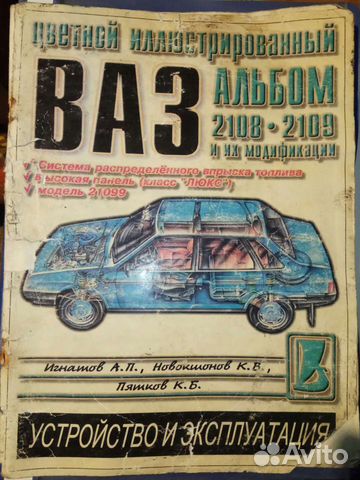 цветной иллюстрированный
ВАЗ АЛЬБОМ
2108 • 2109
и их модификации
✓ Система распределённого впрыска топлива
✓ Высокая панель (класс "ЛЮКС")
✓ модель 21099
Игнатов А.П., Новокшонов К.В.,
Пятков К.Б.
УСТРОЙСТВО И ЭКСПЛУАТАЦИЯ
Avito